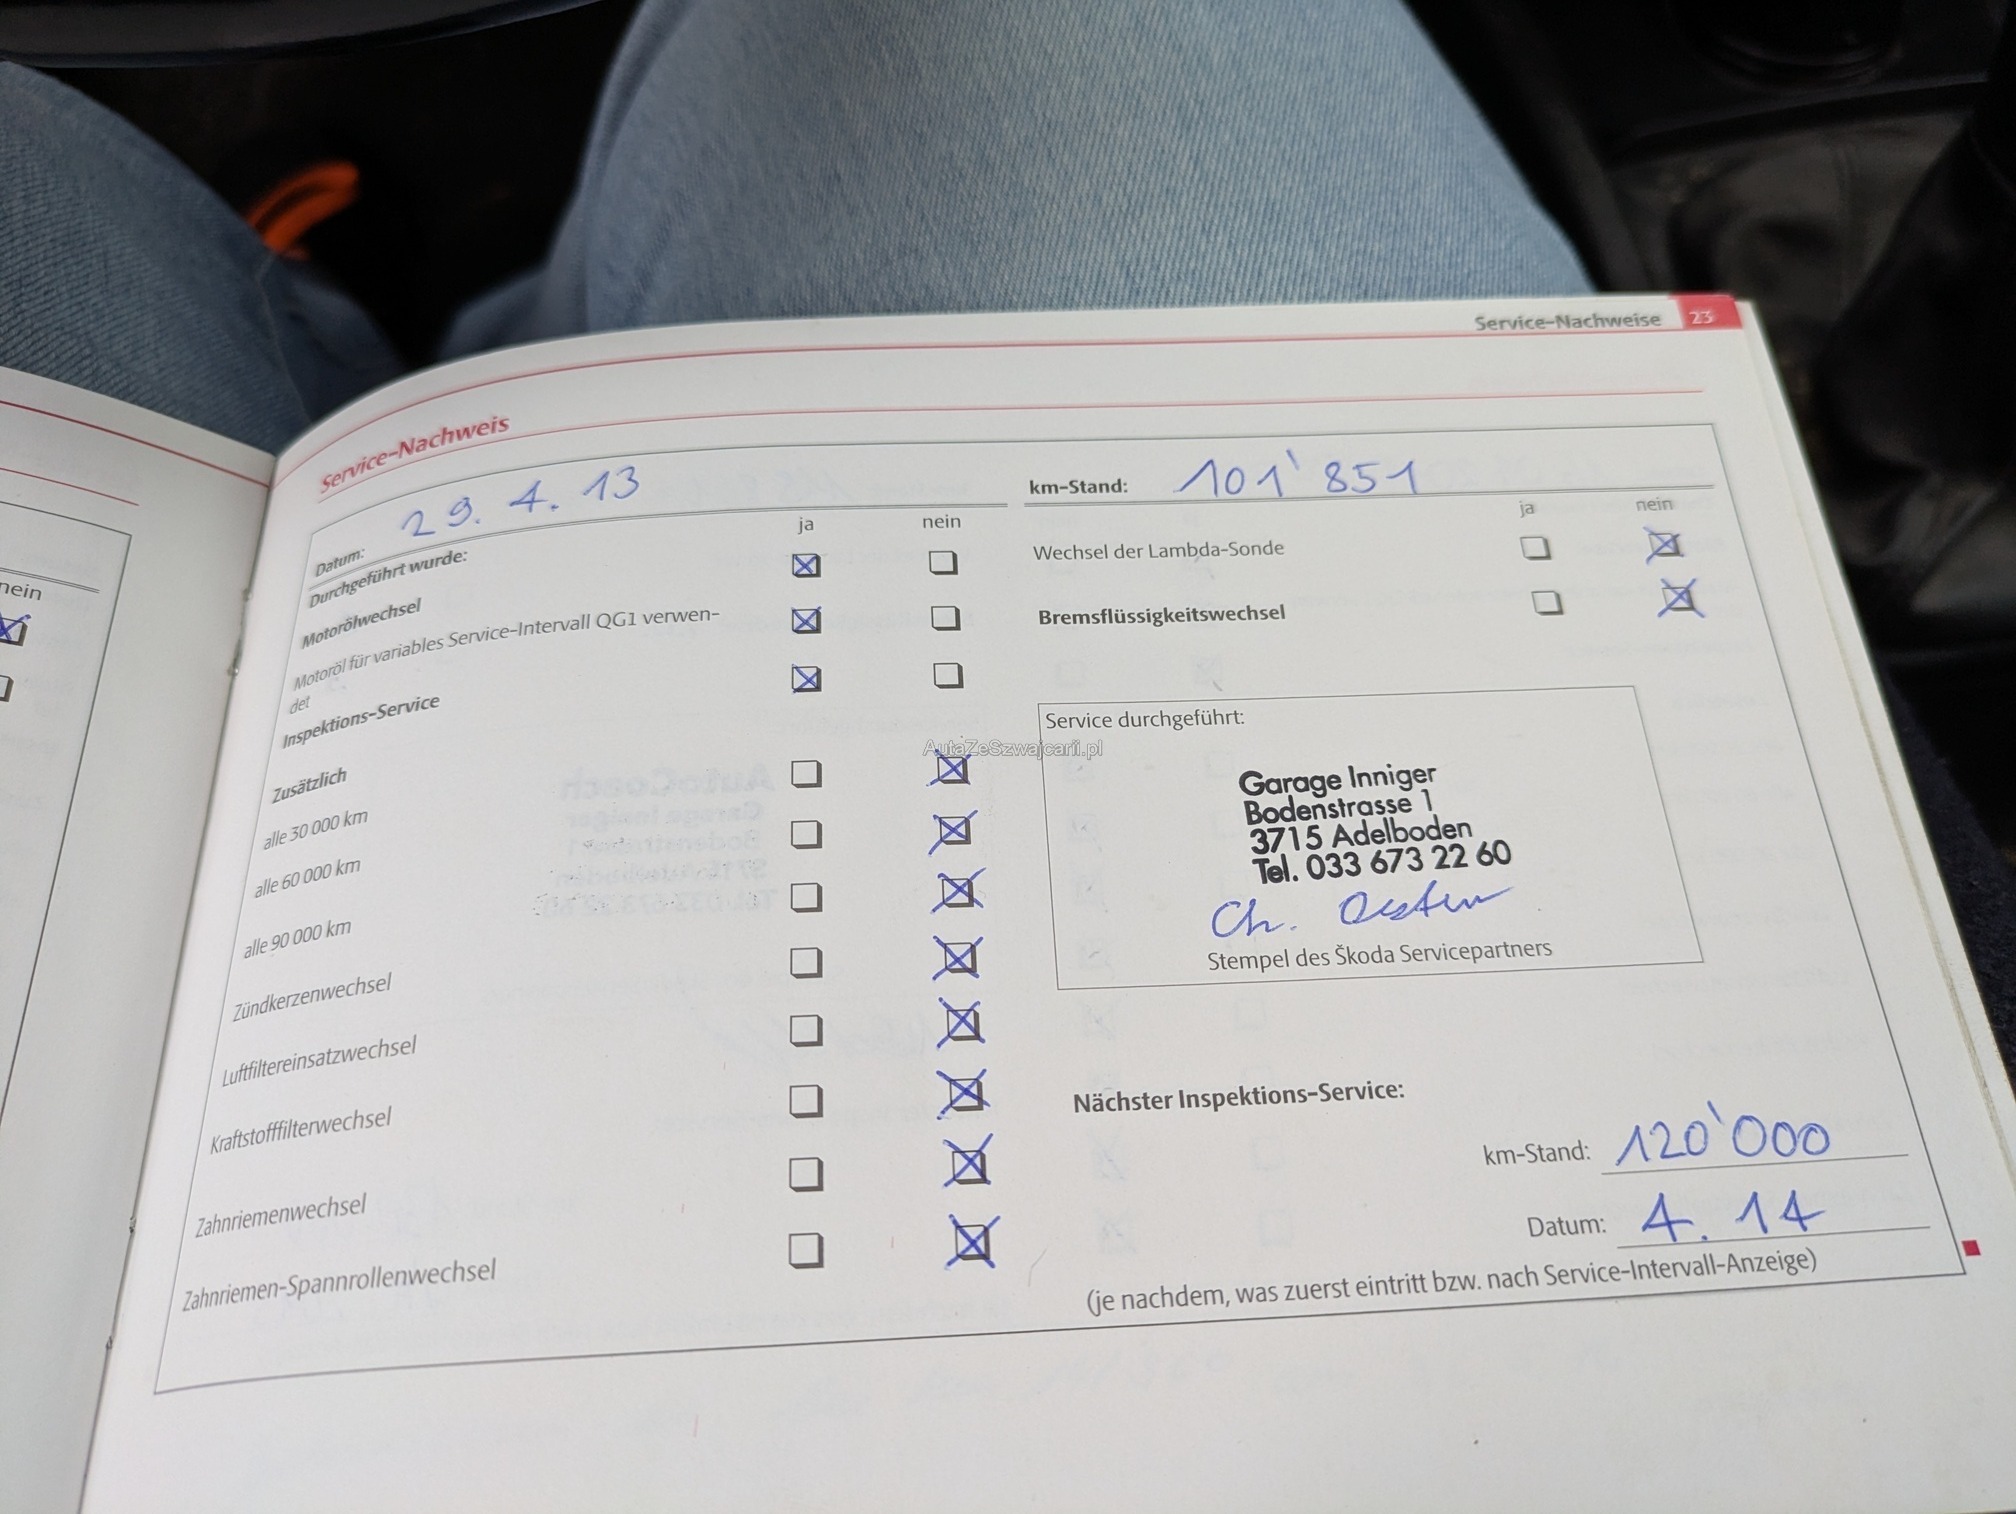 Service-Nachweise 23
Service-Nachweis
Datum: 29. 4. 13
km-Stand: 101'851
Durchgeführt wurde:
ja nein
Motorölwechsel
Motoröl für variables Service-Intervall QG1 verwen-
det
Inspektions-Service
Zusätzlich
alle 30 000 km
alle 60 000 km
alle 90 000 km
Zündkerzenwechsel
Luftfiltereinsatzwechsel
Kraftstofffilterwechsel
Zahnriemenwechsel
Zahnriemen-Spannrollenwechsel
ja nein
Wechsel der Lambda-Sonde
Bremsflüssigkeitswechsel
Service durchgeführt:
AutaZeSzwajcarii.pl
Garage Inniger
Bodenstrasse 1
3715 Adelboden
Tel. 033 673 22 60
Ch.
Stempel des Škoda Servicepartners
Nächster Inspektions-Service:
km-Stand: 120'000
Datum: 4. 14
(je nachdem, was zuerst eintritt bzw. nach Service-Intervall-Anzeige)
nein